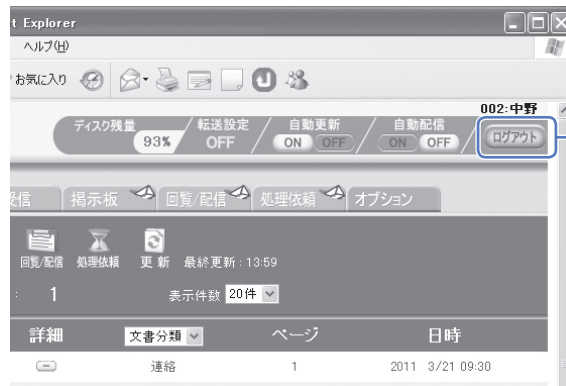 t Explorer
ヘルプ(H)
お気に入り
002:中野
ディスク残量 93% 転送設定 OFF 自動更新 ON OFF 自動配信 ON OFF ログアウト
受信 掲示板 回覧/配信 処理依頼 オプション
回覧/配信 処理依頼 更新 最終更新:13:59
: 1 表示件数 20件
詳細 文書分類 ページ 日時
連絡 1 2011 3/21 09:30